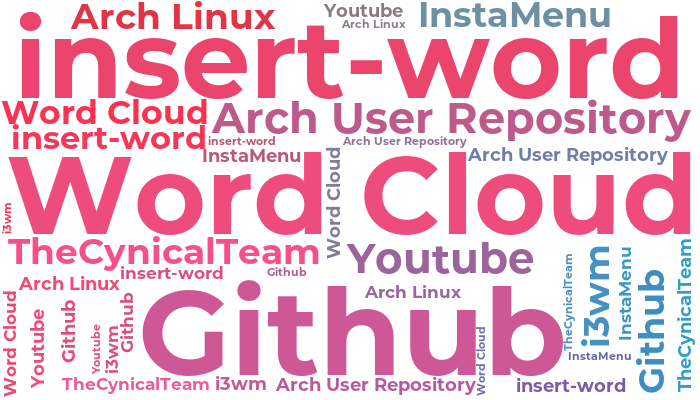 Arch Linux
Youtube
Arch Linux
InstaMenu
insert-word
Word Cloud
Arch User Repository
insert-word
insert-word
Arch User Repository
InstaMenu
Word Cloud
Arch User Repository
i3wm
Word Cloud
TheCynicalTeam
Youtube
insert-word
Github
Arch Linux
Github
Arch Linux
Word Cloud
Youtube
Github
Youtube
i3wm
Github
TheCynicalTeam
i3wm
Arch User Repository
Word Cloud
TheCynicalTeam
i3wm
InstaMenu
InstaMenu
Github
TheCynicalTeam
insert-word